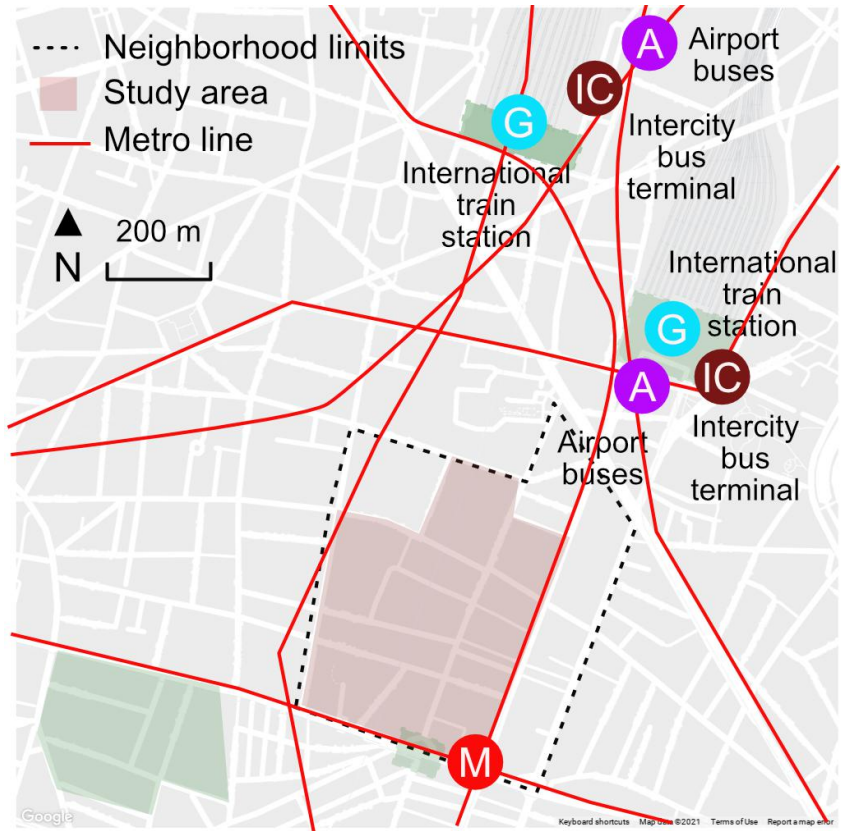 Neighborhood limits
Study area
Metro line
200 m
N
A
Airport
buses
IC
Intercity
bus
terminal
G
International
train
station
International
train
station
G
A
IC
Airport
buses
Intercity
bus
terminal
M
Google
Keyboard shortcuts Map data ©2021 Terms of Use Report a map error